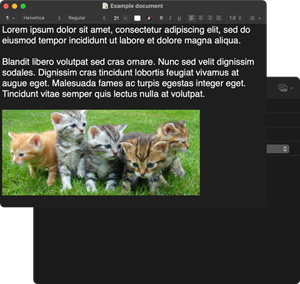 Example document
Helvetica Regular 21 1.0
Lorem ipsum dolor sit amet, consectetur adipiscing elit, sed do
eiusmod tempor incididunt ut labore et dolore magna aliqua.
Blandit libero volutpat sed cras ornare. Nunc sed velit dignissim
sodales. Dignissim cras tincidunt lobortis feugiat vivamus at
augue eget. Malesuada fames ac turpis egestas integer eget.
Tincidunt vitae semper quis lectus nulla at volutpat.